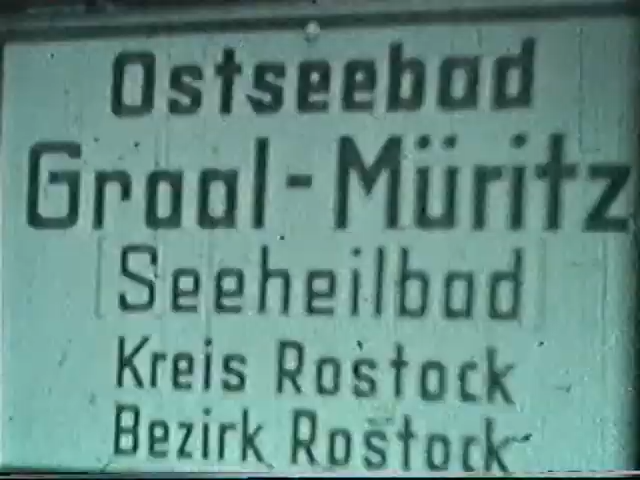 Ostseebad
Graal-Müritz
Seeheilbad
Kreis Rostock
Bezirk Rostock